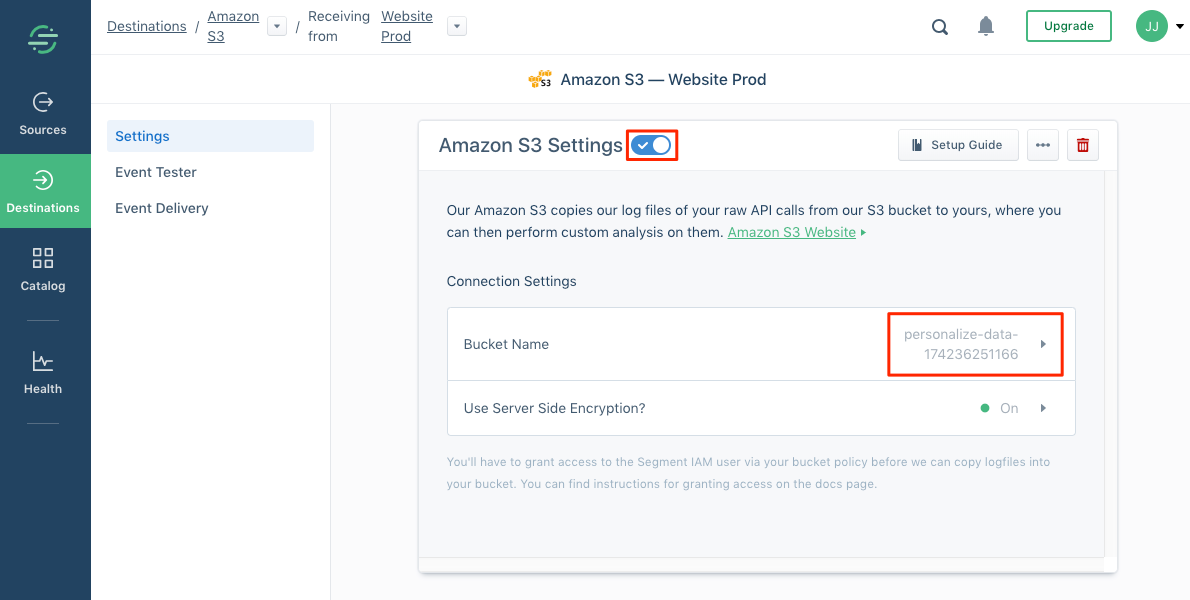 Destinations / Amazon S3 / Receiving from Website Prod
Upgrade
JJ
S3 Amazon S3 — Website Prod
Sources
Destinations
Catalog
Health
Settings
Event Tester
Event Delivery
Amazon S3 Settings
Setup Guide
Our Amazon S3 copies our log files of your raw API calls from our S3 bucket to yours, where you
can then perform custom analysis on them. Amazon S3 Website
Connection Settings
Bucket Name
personalize-data-
174236251166
Use Server Side Encryption?
On
You'll have to grant access to the Segment IAM user via your bucket policy before we can copy logfiles into
your bucket. You can find instructions for granting access on the docs page.